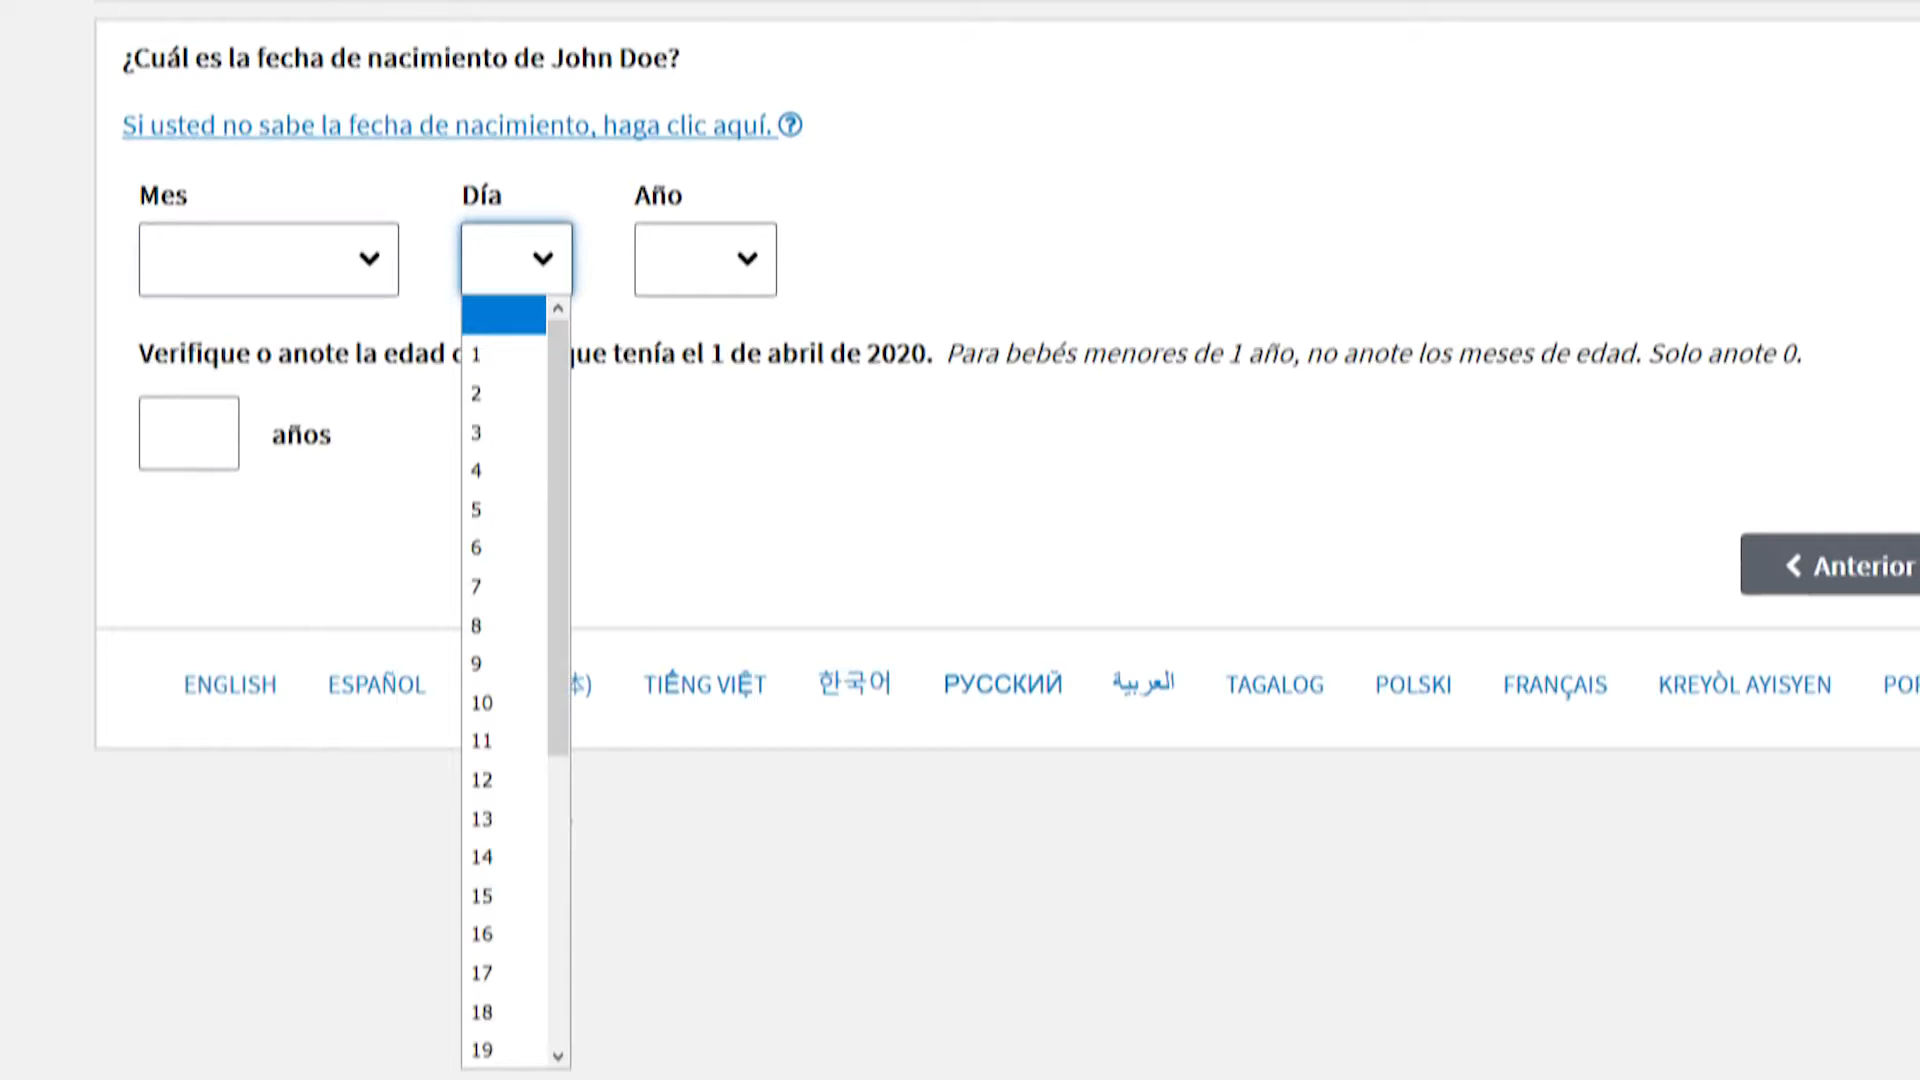 ¿Cuál es la fecha de nacimiento de John Doe?
Si usted no sabe la fecha de nacimiento, haga clic aquí.
Mes Día Año
Verifique o anote la edad que tenía el 1 de abril de 2020. Para bebés menores de 1 año, no anote los meses de edad. Solo anote 0.
años
1
2
3
4
5
6
7
8
9
10
11
12
13
14
15
16
17
18
19
Anterior
ENGLISH ESPAÑOL TIẾNG VIỆT 한국어 РУССКИЙ العربية TAGALOG POLSKI FRANÇAIS KREYÒL AYISYEN